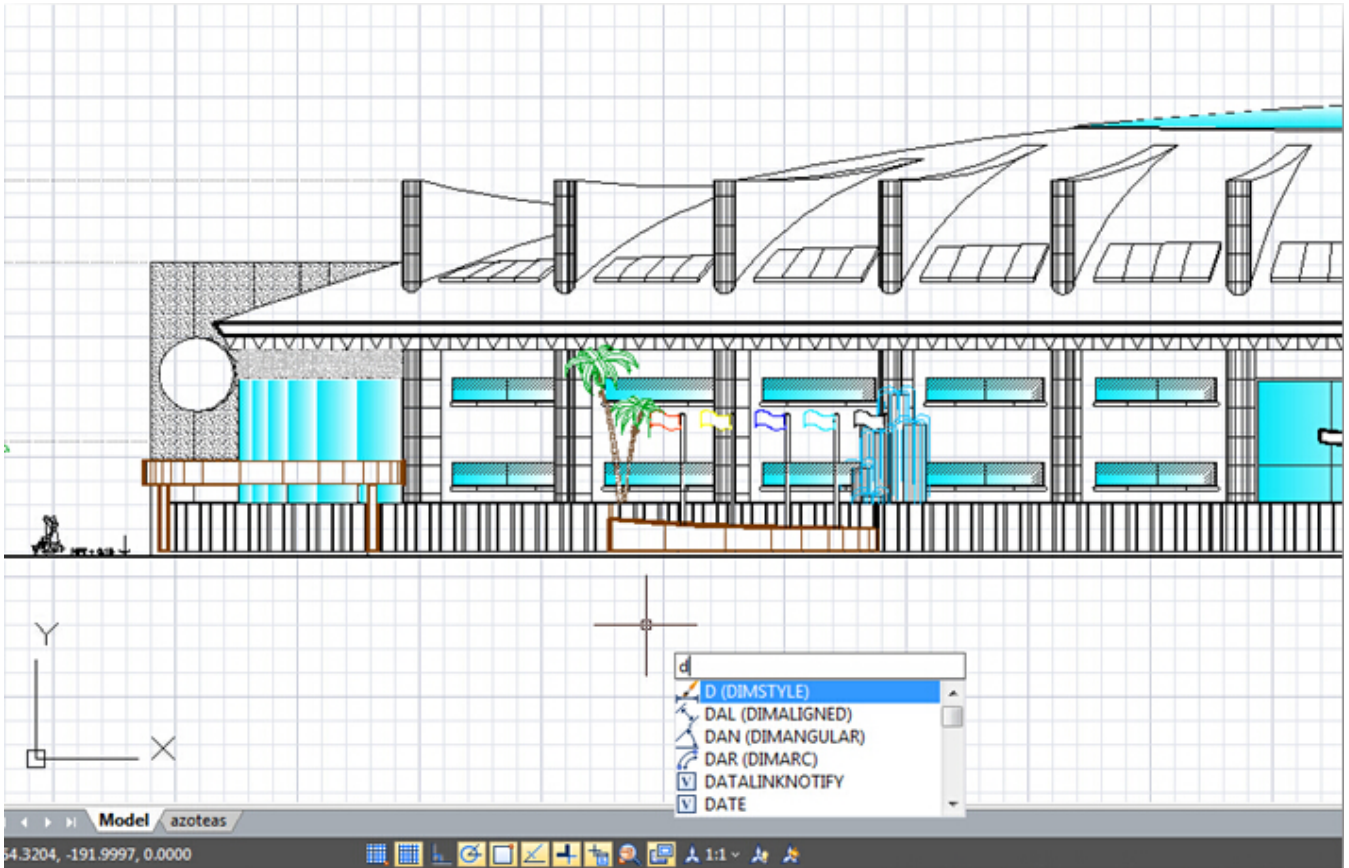 Y
X
d
D (DIMSTYLE)
DAL (DIMALIGNED)
DAN (DIMANGULAR)
DAR (DIMARC)
V DATALINKNOTIFY
V DATE
Model azoteas
54.3204, -191.9997, 0.0000 1:1